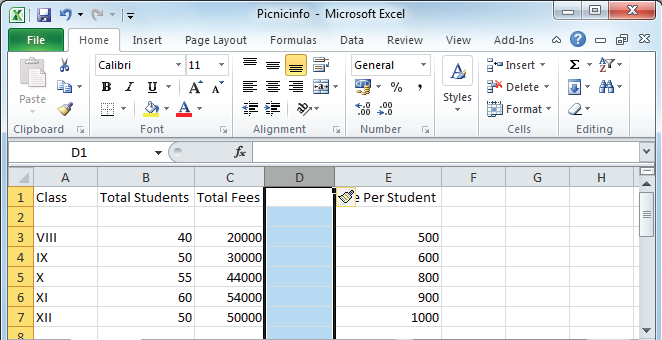 Picnicinfo - Microsoft Excel
File Home Insert Page Layout Formulas Data Review View Add-Ins
Calibri 11 General Insert Σ
Paste B I U A A % , Styles Delete
A .00 .0 Format
Clipboard Font Alignment Number Cells Editing
D1 fx
A B C D E F G H
1 Class Total Students Total Fees e Per Student
2
3 VIII 40 20000 500
4 IX 50 30000 600
5 X 55 44000 800
6 XI 60 54000 900
7 XII 50 50000 1000
8